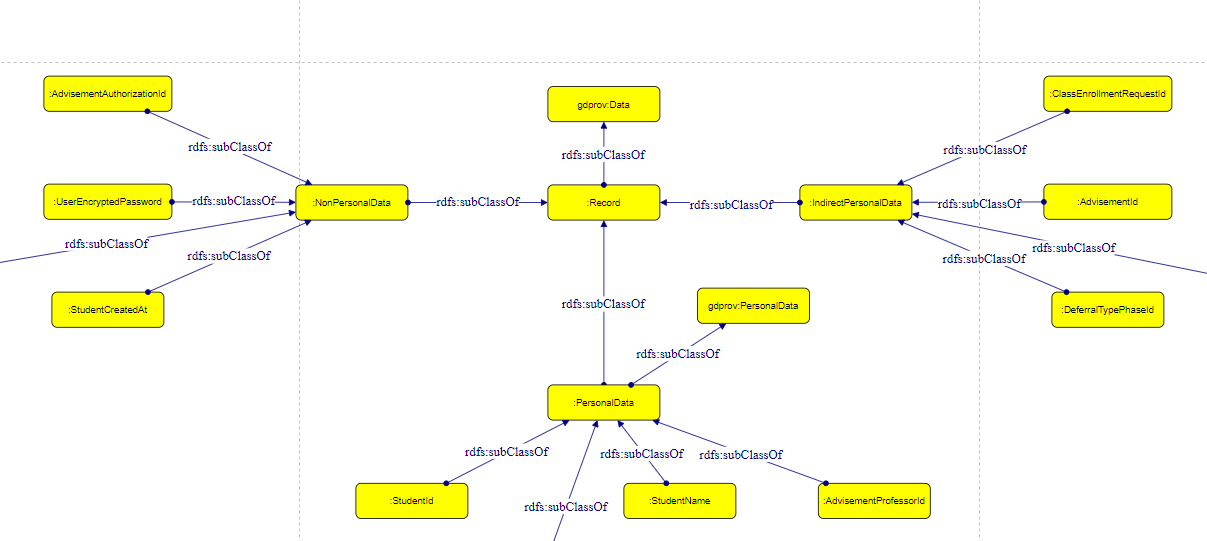 :AdvisementAuthorizationId
gdprov:Data
:ClassEnrollmentRequestId
rdfs:subClassOf
rdfs:subClassOf
rdfs:subClassOf
:UserEncryptedPassword
rdfs:subClassOf
:NonPersonalData
rdfs:subClassOf
:Record
rdfs:subClassOf
:IndirectPersonalData
rdfs:subClassOf
:AdvisementId
rdfs:subClassOf
rdfs:subClassOf
rdfs:subClassOf
rdfs:subClassOf
:StudentCreatedAt
rdfs:subClassOf
gdprov:PersonalData
:DeferralTypePhaseId
rdfs:subClassOf
:PersonalData
rdfs:subClassOf
rdfs:subClassOf
rdfs:subClassOf
:StudentId
rdfs:subClassOf
:StudentName
:AdvisementProfessorId